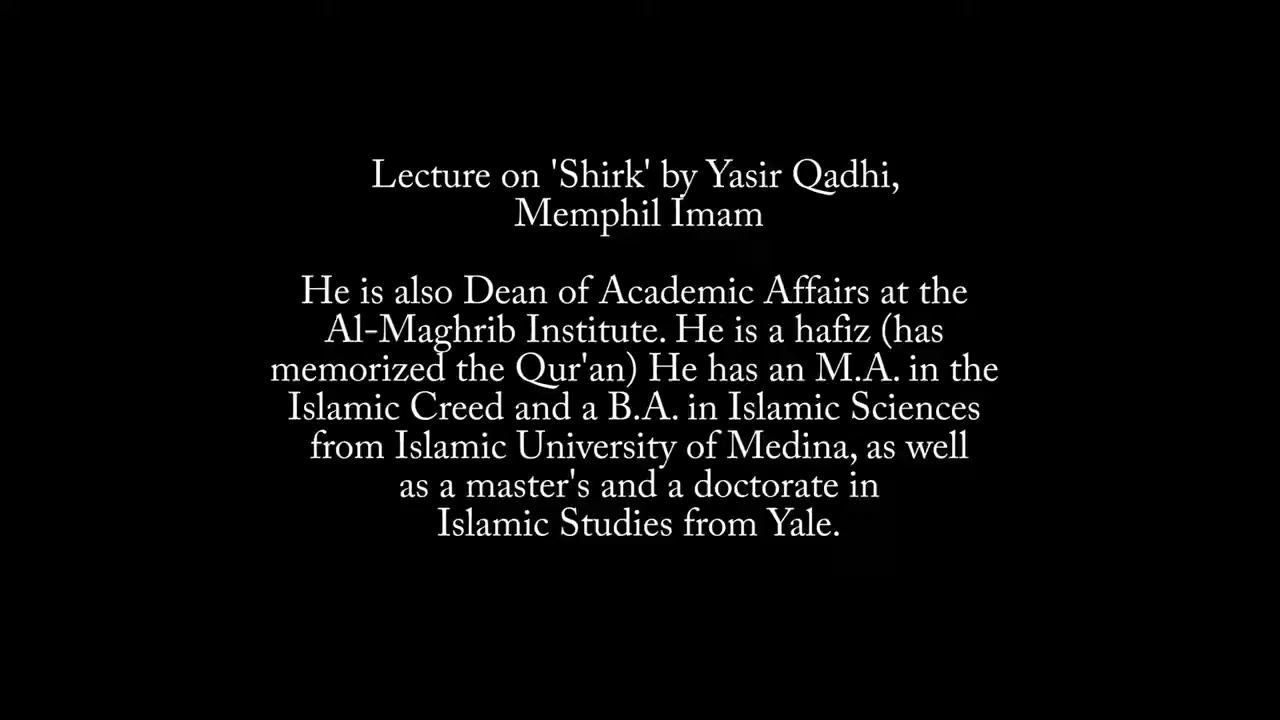 Lecture on 'Shirk' by Yasir Qadhi,
Memphil Imam
He is also Dean of Academic Affairs at the
Al-Maghrib Institute. He is a hafiz (has
memorized the Qur'an) He has an M.A. in the
Islamic Creed and a B.A. in Islamic Sciences
from Islamic University of Medina, as well
as a master's and a doctorate in
Islamic Studies from Yale.